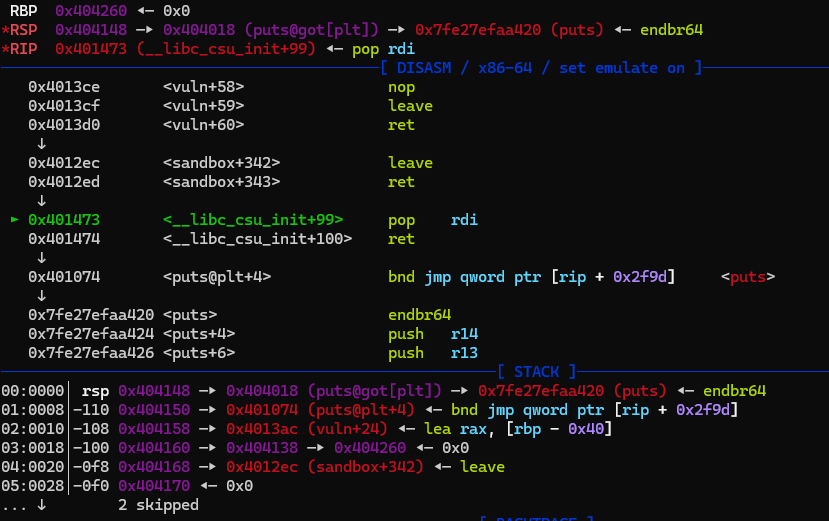 RBP  0x404260 ◂— 0x0
*RSP  0x404148 —▸ 0x404018 (puts@got[plt]) —▸ 0x7fe27efaa420 (puts) ◂— endbr64
*RIP  0x401473 (__libc_csu_init+99) ◂— pop rdi
[ DISASM / x86-64 / set emulate on ]
0x4013ce       <vuln+58>                nop
0x4013cf       <vuln+59>                leave
0x4013d0       <vuln+60>                ret
↓
0x4012ec       <sandbox+342>            leave
0x4012ed       <sandbox+343>            ret
↓
► 0x401473       <__libc_csu_init+99>     pop    rdi
0x401474       <__libc_csu_init+100>    ret
↓
0x401074       <puts@plt+4>             bnd jmp qword ptr [rip + 0x2f9d]     <puts>
↓
0x7fe27efaa420 <puts>                   endbr64
0x7fe27efaa424 <puts+4>                 push   r14
0x7fe27efaa426 <puts+6>                 push   r13
[ STACK ]
00:0000│ rsp 0x404148 —▸ 0x404018 (puts@got[plt]) —▸ 0x7fe27efaa420 (puts) ◂— endbr64
01:0008│-110 0x404150 —▸ 0x401074 (puts@plt+4) ◂— bnd jmp qword ptr [rip + 0x2f9d]
02:0010│-108 0x404158 —▸ 0x4013ac (vuln+24) ◂— lea rax, [rbp - 0x40]
03:0018│-100 0x404160 —▸ 0x404138 —▸ 0x404260 ◂— 0x0
04:0020│-0f8 0x404168 —▸ 0x4012ec (sandbox+342) ◂— leave
05:0028│-0f0 0x404170 ◂— 0x0
... ↓        2 skipped
[ BACKTRACE ]